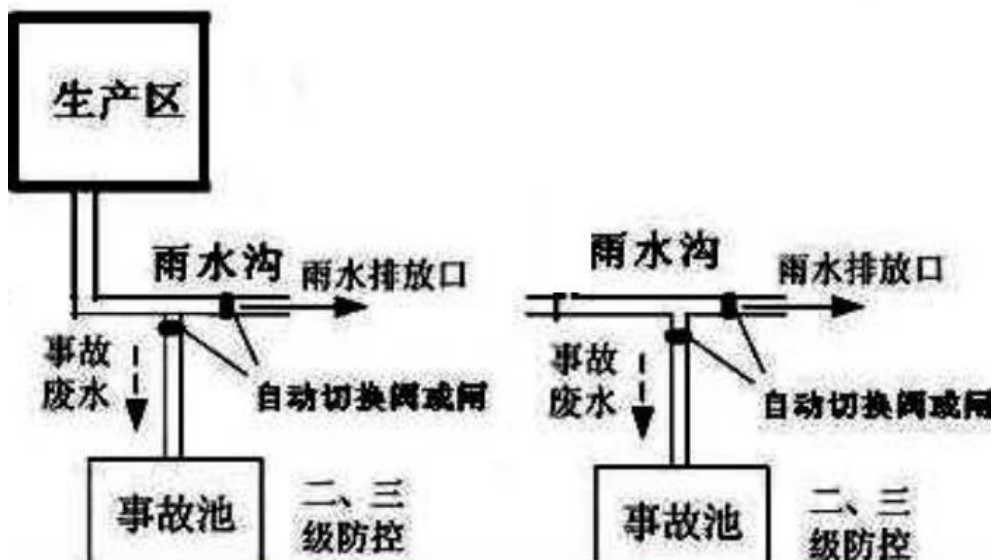 生产区
雨水沟
雨水排放口
事故
废水
自动切换阀或闸
事故池
二、三
级防控
雨水沟
雨水排放口
事故
废水
自动切换阀或闸
事故池
二、三
级防控